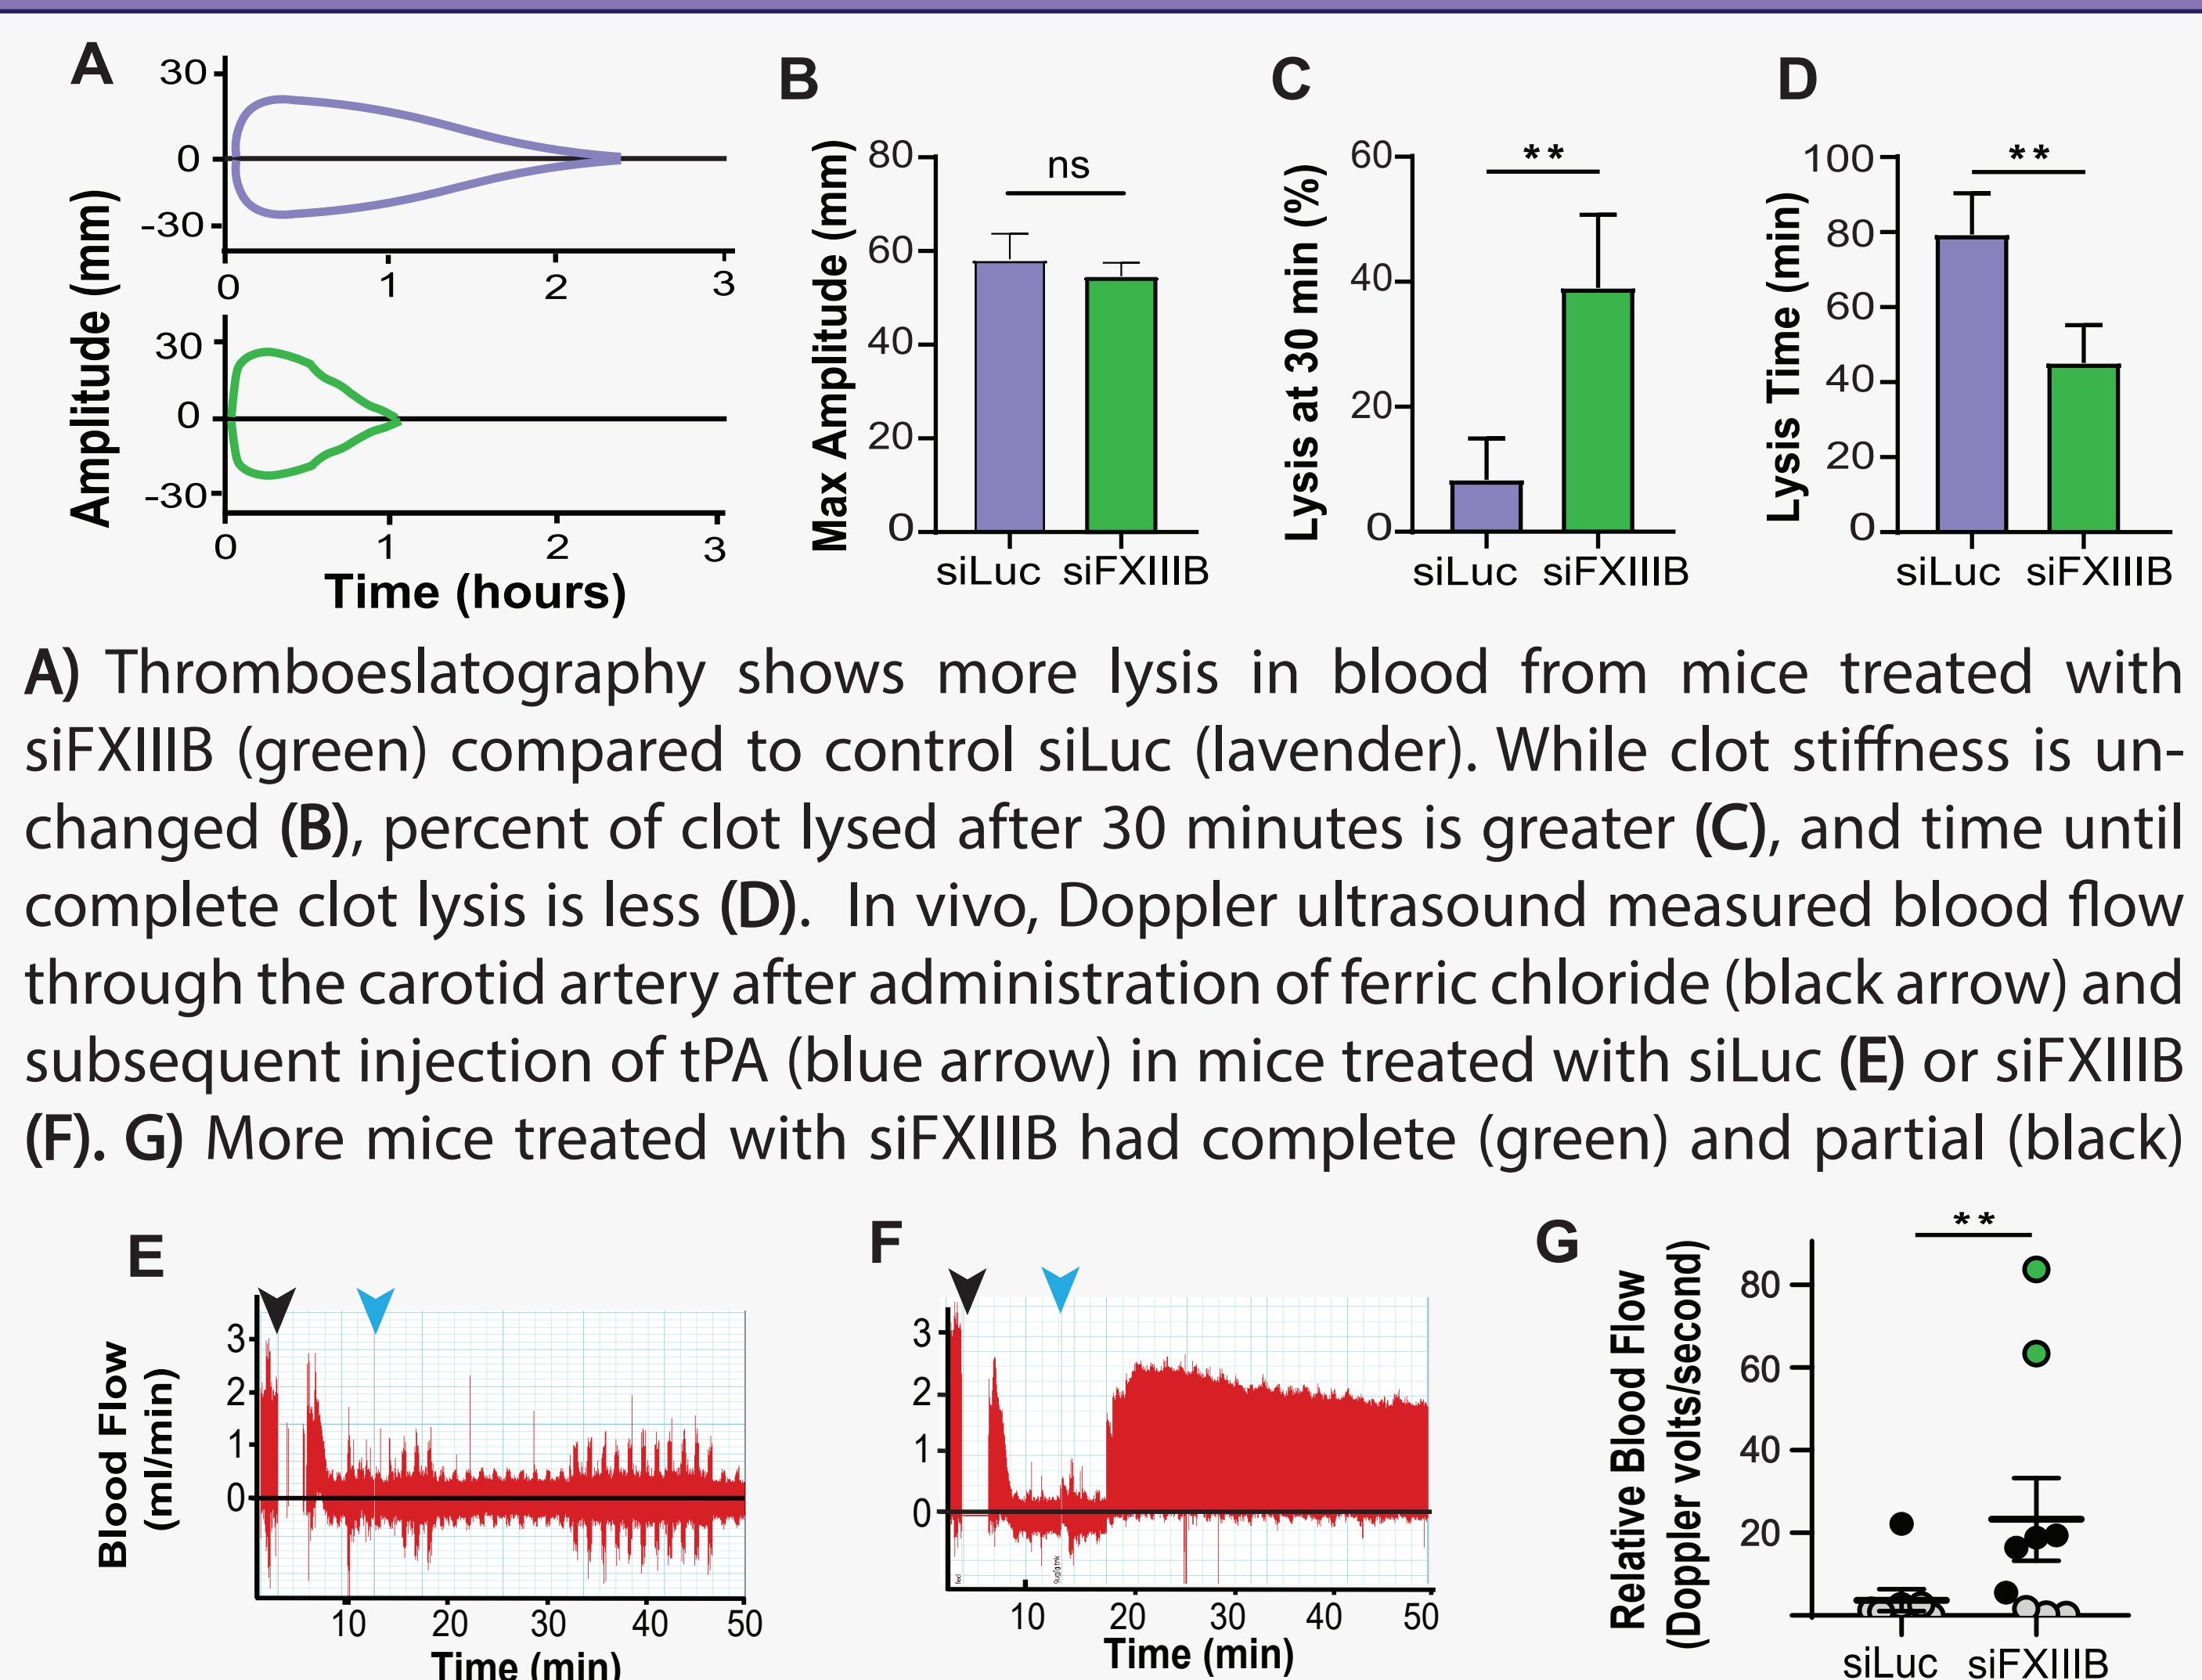 A
B
C
D
Amplitude (mm)
30
0
-30
0 1 2 3
30
0
-30
0 1 2 3
Time (hours)
Max Amplitude (mm)
80
60
40
20
0
ns
siLuc siFXIIIB
Lysis at 30 min (%)
60
40
20
0
**
siLuc siFXIIIB
Lysis Time (min)
100
80
60
40
20
0
**
siLuc siFXIIIB
A) Thromboeslatography shows more lysis in blood from mice treated with
siFXIIIB (green) compared to control siLuc (lavender). While clot stiffness is un-
changed (B), percent of clot lysed after 30 minutes is greater (C), and time until
complete clot lysis is less (D). In vivo, Doppler ultrasound measured blood flow
through the carotid artery after administration of ferric chloride (black arrow) and
subsequent injection of tPA (blue arrow) in mice treated with siLuc (E) or siFXIIIB
(F). G) More mice treated with siFXIIIB had complete (green) and partial (black)
E
Blood Flow
(ml/min)
3
2
1
0
10 20 30 40 50
Time (min)
F
3
2
1
0
10 20 30 40 50
Time (min)
G
Relative Blood Flow
(Doppler volts/second)
**
80
60
40
20
siLuc siFXIIIB